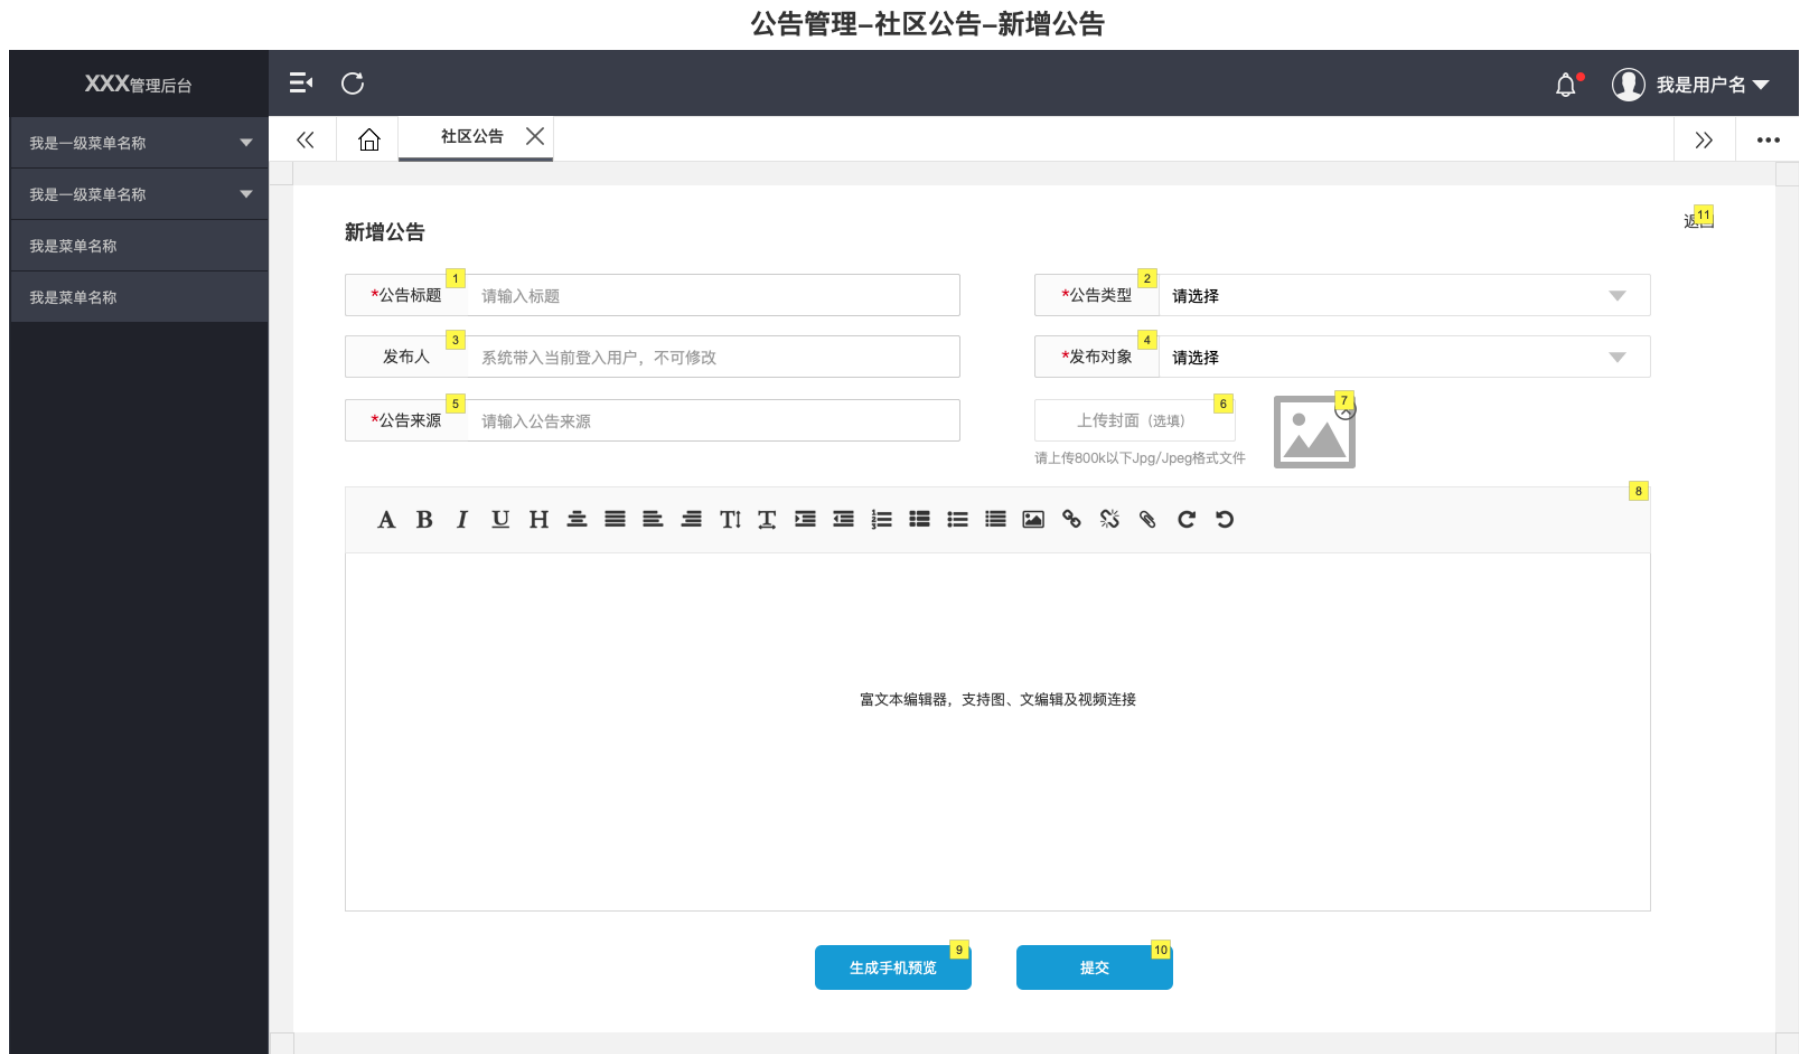 公告管理–社区公告–新增公告
XXX管理后台
我是用户名
我是一级菜单名称
社区公告
我是一级菜单名称
我是菜单名称
我是菜单名称
新增公告
11
*公告标题 1 请输入标题
*公告类型 2 请选择
发布人 3 系统带入当前登入用户，不可修改
*发布对象 4 请选择
*公告来源 5 请输入公告来源
上传封面（选填） 6
7
请上传800k以下Jpg/Jpeg格式文件
8
A B I U H
富文本编辑器，支持图、文编辑及视频连接
生成手机预览 9
提交 10